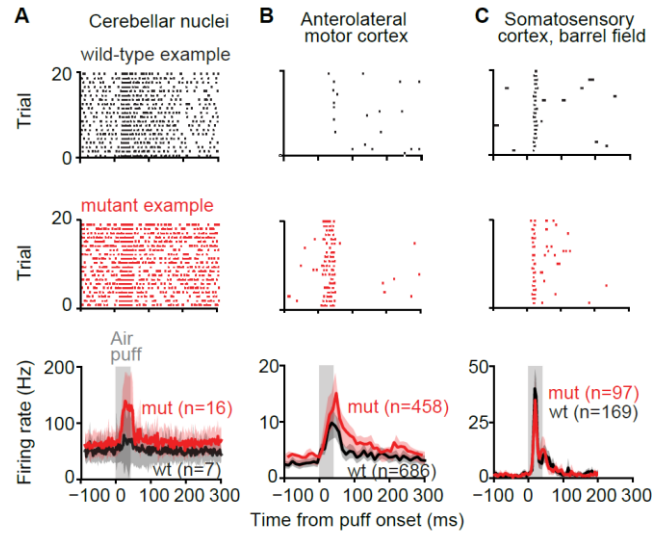 A Cerebellar nuclei
B Anterolateral
motor cortex
C Somatosensory
cortex, barrel field
wild-type example
20
Trial
0
mutant example
20
Trial
0
Air
puff
200
100
0
Firing rate (Hz)
mut (n=16)
wt (n=7)
−100 0 100 200 300
20
10
0
mut (n=458)
wt (n=686)
−100 0 100 200 300
50
25
0
mut (n=97)
wt (n=169)
−100 0 100 200 300
Time from puff onset (ms)